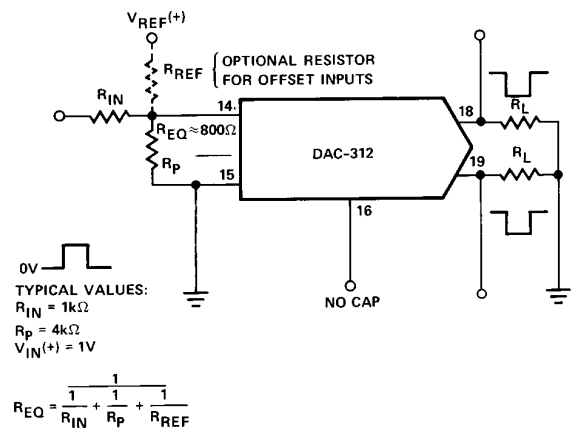 VREF(+)
RREF { OPTIONAL RESISTOR
FOR OFFSET INPUTS
RIN
14
REQ≈800Ω
RP
15
DAC-312
18
RL
19
RL
16
NO CAP
0V
TYPICAL VALUES:
RIN = 1kΩ
RP = 4kΩ
VIN(+) = 1V
REQ = 1 / (1/RIN + 1/RP + 1/RREF)